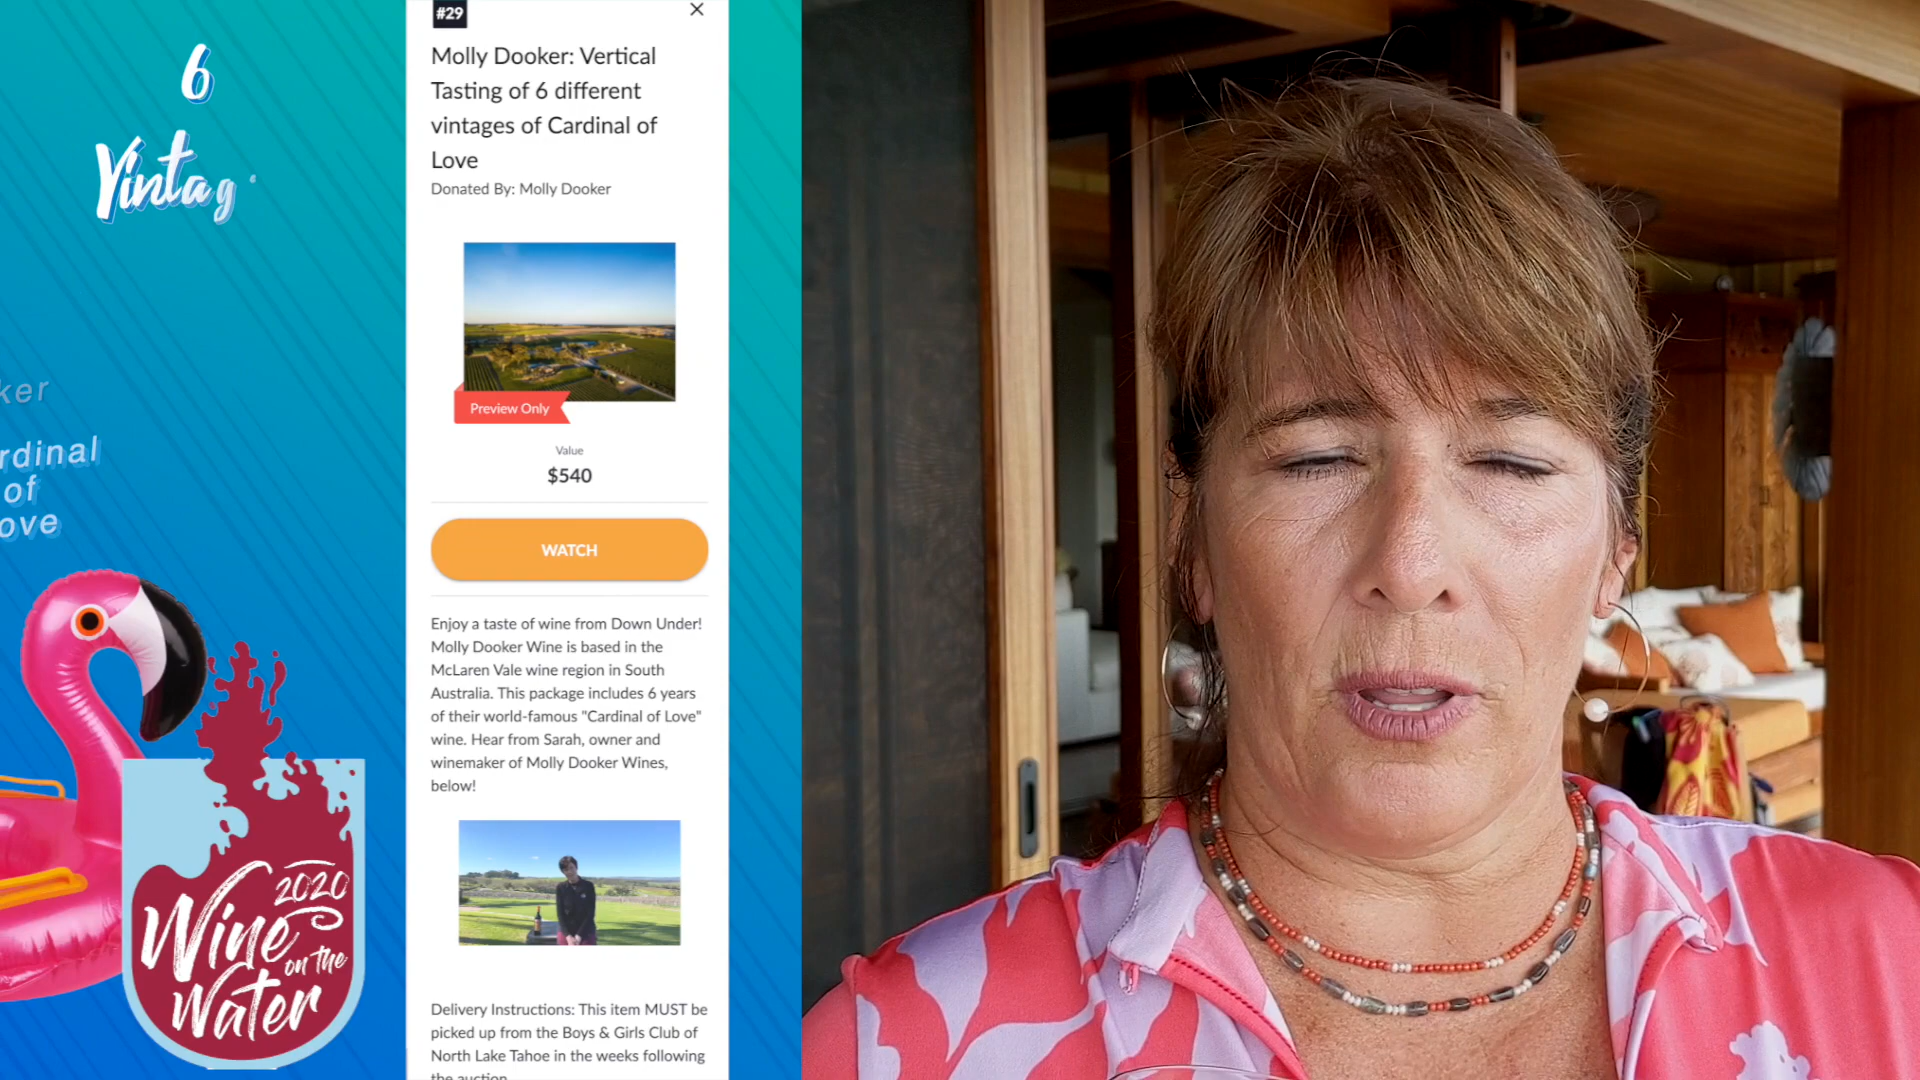 6
Vintag
ker
rdinal
of
ove
2020
Wine
on the
Water
#29
Molly Dooker: Vertical
Tasting of 6 different
vintages of Cardinal of
Love
Donated By: Molly Dooker
Preview Only
Value
$540
WATCH
Enjoy a taste of wine from Down Under!
Molly Dooker Wine is based in the
McLaren Vale wine region in South
Australia. This package includes 6 years
of their world-famous "Cardinal of Love"
wine. Hear from Sarah, owner and
winemaker of Molly Dooker Wines,
below!
Delivery Instructions: This item MUST be
picked up from the Boys & Girls Club of
North Lake Tahoe in the weeks following
the auction